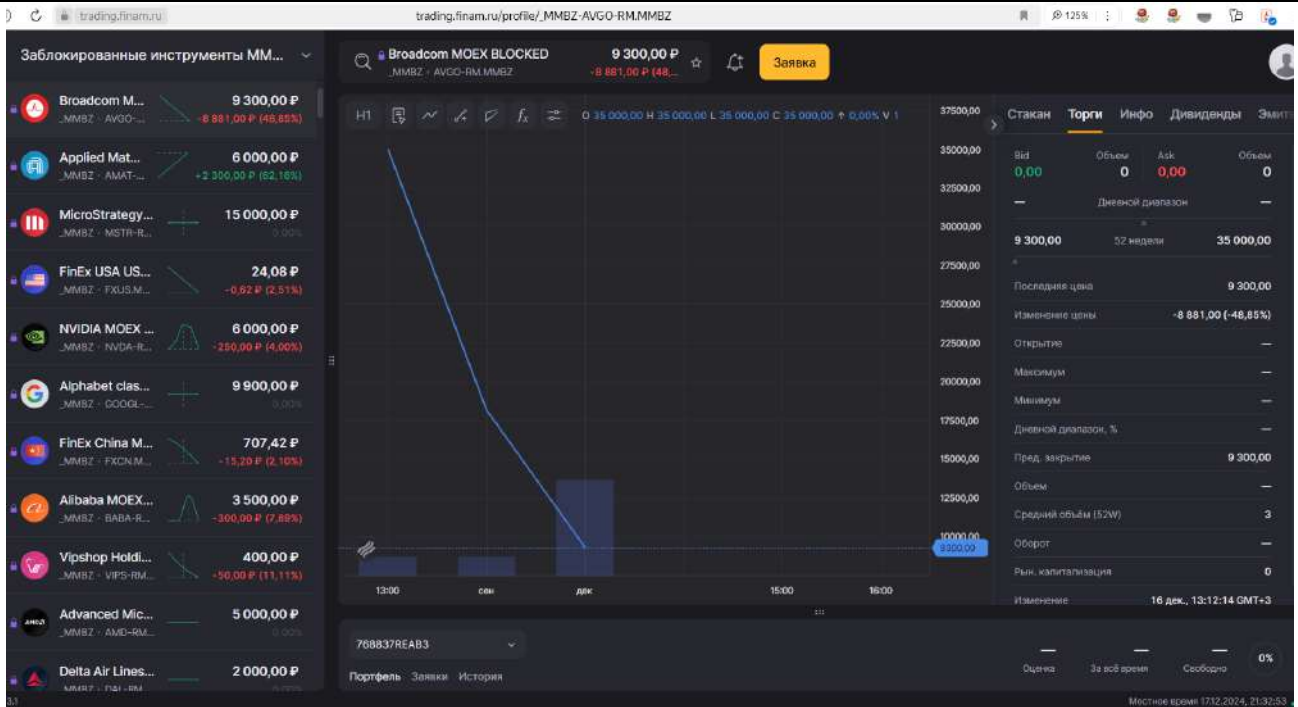 trading.finam.ru
trading.finam.ru/profile/_MMBZ-AVGO-RM.MMBZ
125%
Заблокированные инструменты MM...
Broadcom MOEX BLOCKED
_MMBZ · AVGO-RM.MMBZ
9 300,00 ₽
-8 881,00 ₽ (48,...
Заявка
Broadcom M...
9 300,00 ₽
_MMBZ · AVGO-...
-8 881,00 ₽ (48,85%)
Applied Mat...
6 000,00 ₽
_MMBZ · AMAT-...
+2 300,00 ₽ (62,16%)
MicroStrategy...
15 000,00 ₽
_MMBZ · MSTR-R...
0,00%
FinEx USA US...
24,08 ₽
_MMBZ · FXUS.M...
-0,62 ₽ (2,51%)
NVIDIA MOEX ...
6 000,00 ₽
_MMBZ · NVDA-R...
-250,00 ₽ (4,00%)
Alphabet clas...
9 900,00 ₽
_MMBZ · GOOGL-...
0,00%
FinEx China M...
707,42 ₽
_MMBZ · FXCN.M...
-15,20 ₽ (2,10%)
Alibaba MOEX...
3 500,00 ₽
_MMBZ · BABA-R...
-300,00 ₽ (7,89%)
Vipshop Holdi...
400,00 ₽
_MMBZ · VIPS-RM...
-50,00 ₽ (11,11%)
Advanced Mic...
5 000,00 ₽
_MMBZ · AMD-RM...
0,00%
Delta Air Lines...
2 000,00 ₽
_MMBZ · DAL-RM...
H1
fx
O 35 000,00 H 35 000,00 L 35 000,00 C 35 000,00 ↑ 0,00% V 1
37500,00
35000,00
32500,00
30000,00
27500,00
25000,00
22500,00
20000,00
17500,00
15000,00
12500,00
10000,00
9300,00
13:00
сен
дек
15:00
16:00
Стакан Торги Инфо Дивиденды Эмит
Bid Объем Ask Объем
0,00 0 0,00 0
— Дневной диапазон —
9 300,00 52 недели 35 000,00
Последняя цена 9 300,00
Изменение цены -8 881,00 (-48,85%)
Открытие —
Максимум —
Минимум —
Дневной диапазон, % —
Пред. закрытие 9 300,00
Объем —
Средний объём (52W) 3
Оборот —
Рын. капитализация 0
Изменение 16 дек., 13:12:14 GMT+3
768837REAB3
Портфель Заявки История
— — —
Оценка За всё время Свободно
0%
Местное время 17.12.2024, 21:32:53